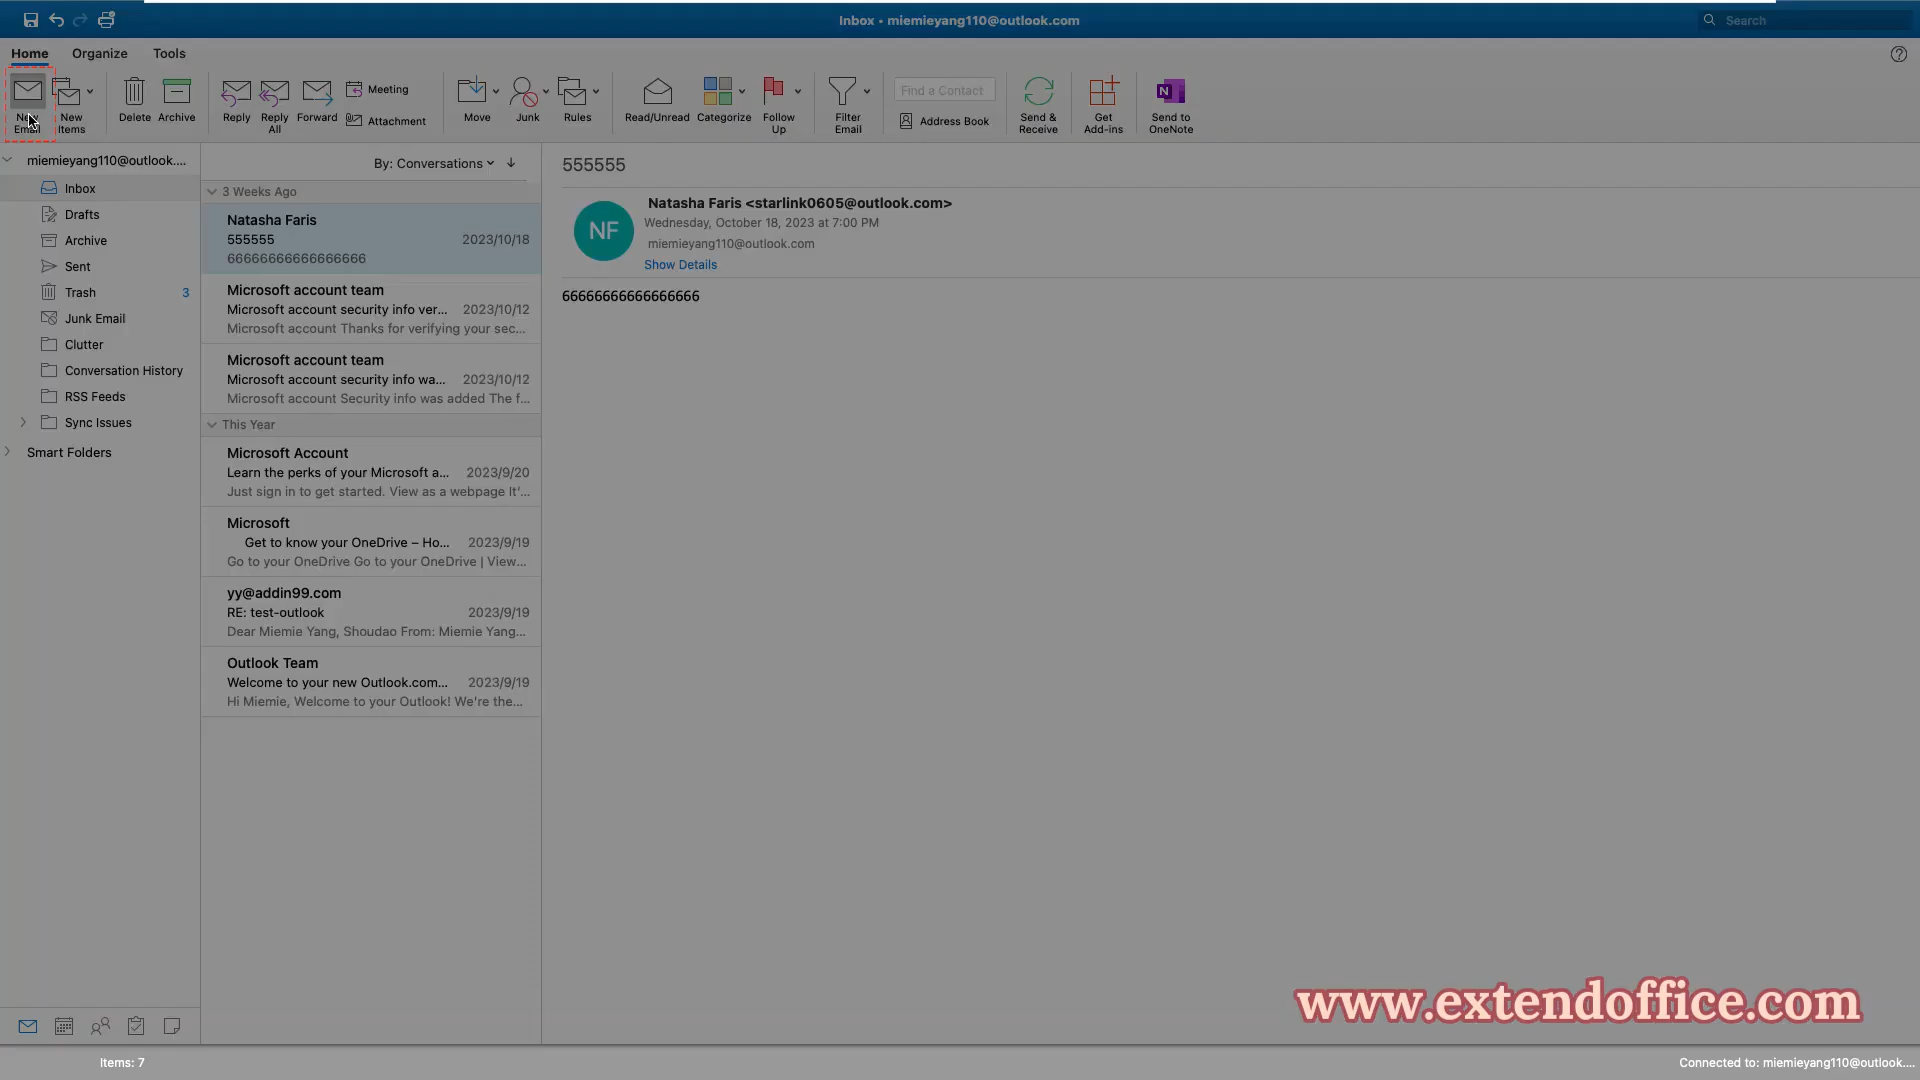 Inbox • miemieyang110@outlook.com
Search
Home
Organize
Tools
New Email
New Items
Delete
Archive
Reply
Reply All
Forward
Meeting
Attachment
Move
Junk
Rules
Read/Unread
Categorize
Follow Up
Filter Email
Find a Contact
Address Book
Send & Receive
Get Add-ins
Send to OneNote
miemieyang110@outlook....
Inbox
Drafts
Archive
Sent
Trash 3
Junk Email
Clutter
Conversation History
RSS Feeds
Sync Issues
Smart Folders
By: Conversations
3 Weeks Ago
Natasha Faris
555555 2023/10/18
66666666666666666
Microsoft account team
Microsoft account security info ver... 2023/10/12
Microsoft account Thanks for verifying your sec...
Microsoft account team
Microsoft account security info wa... 2023/10/12
Microsoft account Security info was added The f...
This Year
Microsoft Account
Learn the perks of your Microsoft a... 2023/9/20
Just sign in to get started. View as a webpage It'...
Microsoft
Get to know your OneDrive – Ho... 2023/9/19
Go to your OneDrive Go to your OneDrive | View...
yy@addin99.com
RE: test-outlook 2023/9/19
Dear Miemie Yang, Shoudao From: Miemie Yang...
Outlook Team
Welcome to your new Outlook.com... 2023/9/19
Hi Miemie, Welcome to your Outlook! We're the...
555555
NF
Natasha Faris <starlink0605@outlook.com>
Wednesday, October 18, 2023 at 7:00 PM
miemieyang110@outlook.com
Show Details
66666666666666666
www.extendoffice.com
Items: 7
Connected to: miemieyang110@outlook....